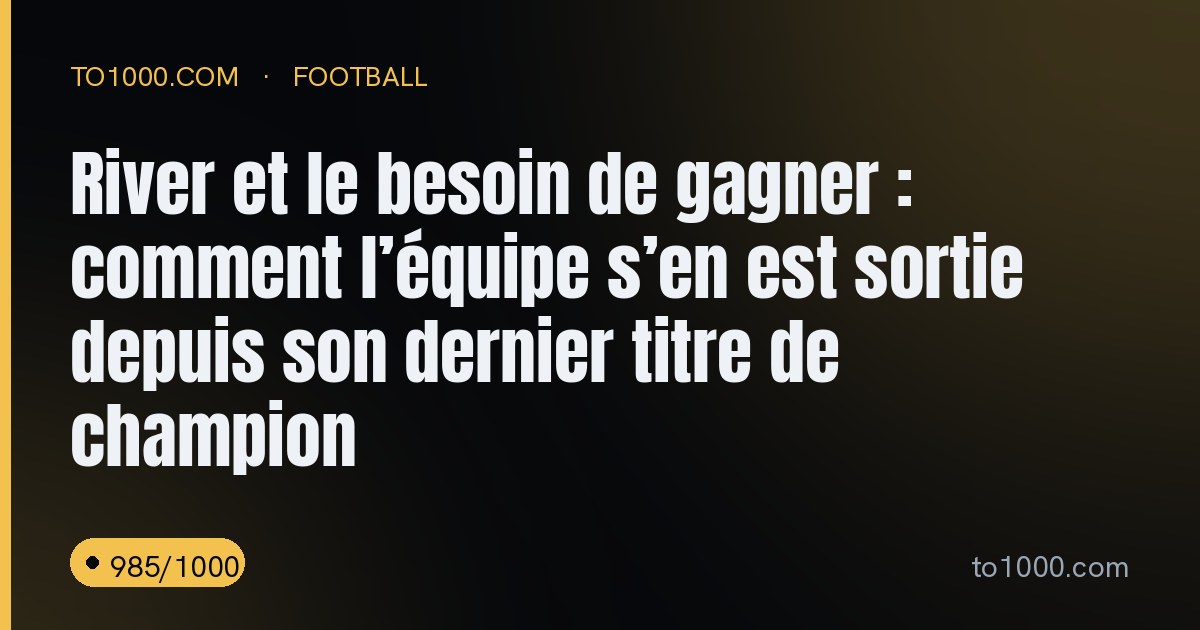 TO1000.COM · FOOTBALL
River et le besoin de gagner :
comment l’équipe s’en est sortie
depuis son dernier titre de
champion
985/1000
to1000.com